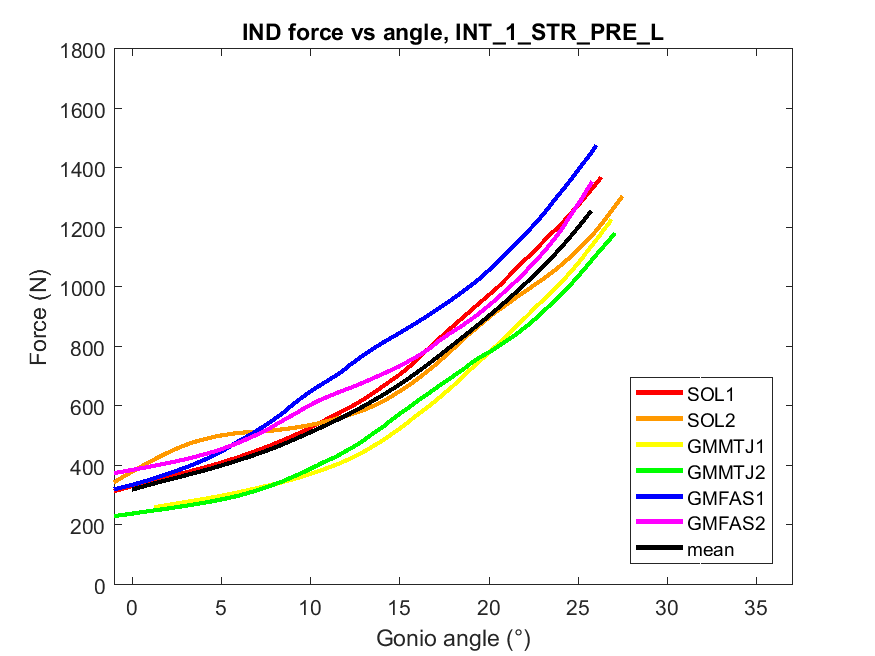 IND force vs angle, INT_1_STR_PRE_L
1800
1600
1400
1200
1000
800
600
400
200
0
Force (N)
0 5 10 15 20 25 30 35
Gonio angle (°)
SOL1
SOL2
GMMTJ1
GMMTJ2
GMFAS1
GMFAS2
mean